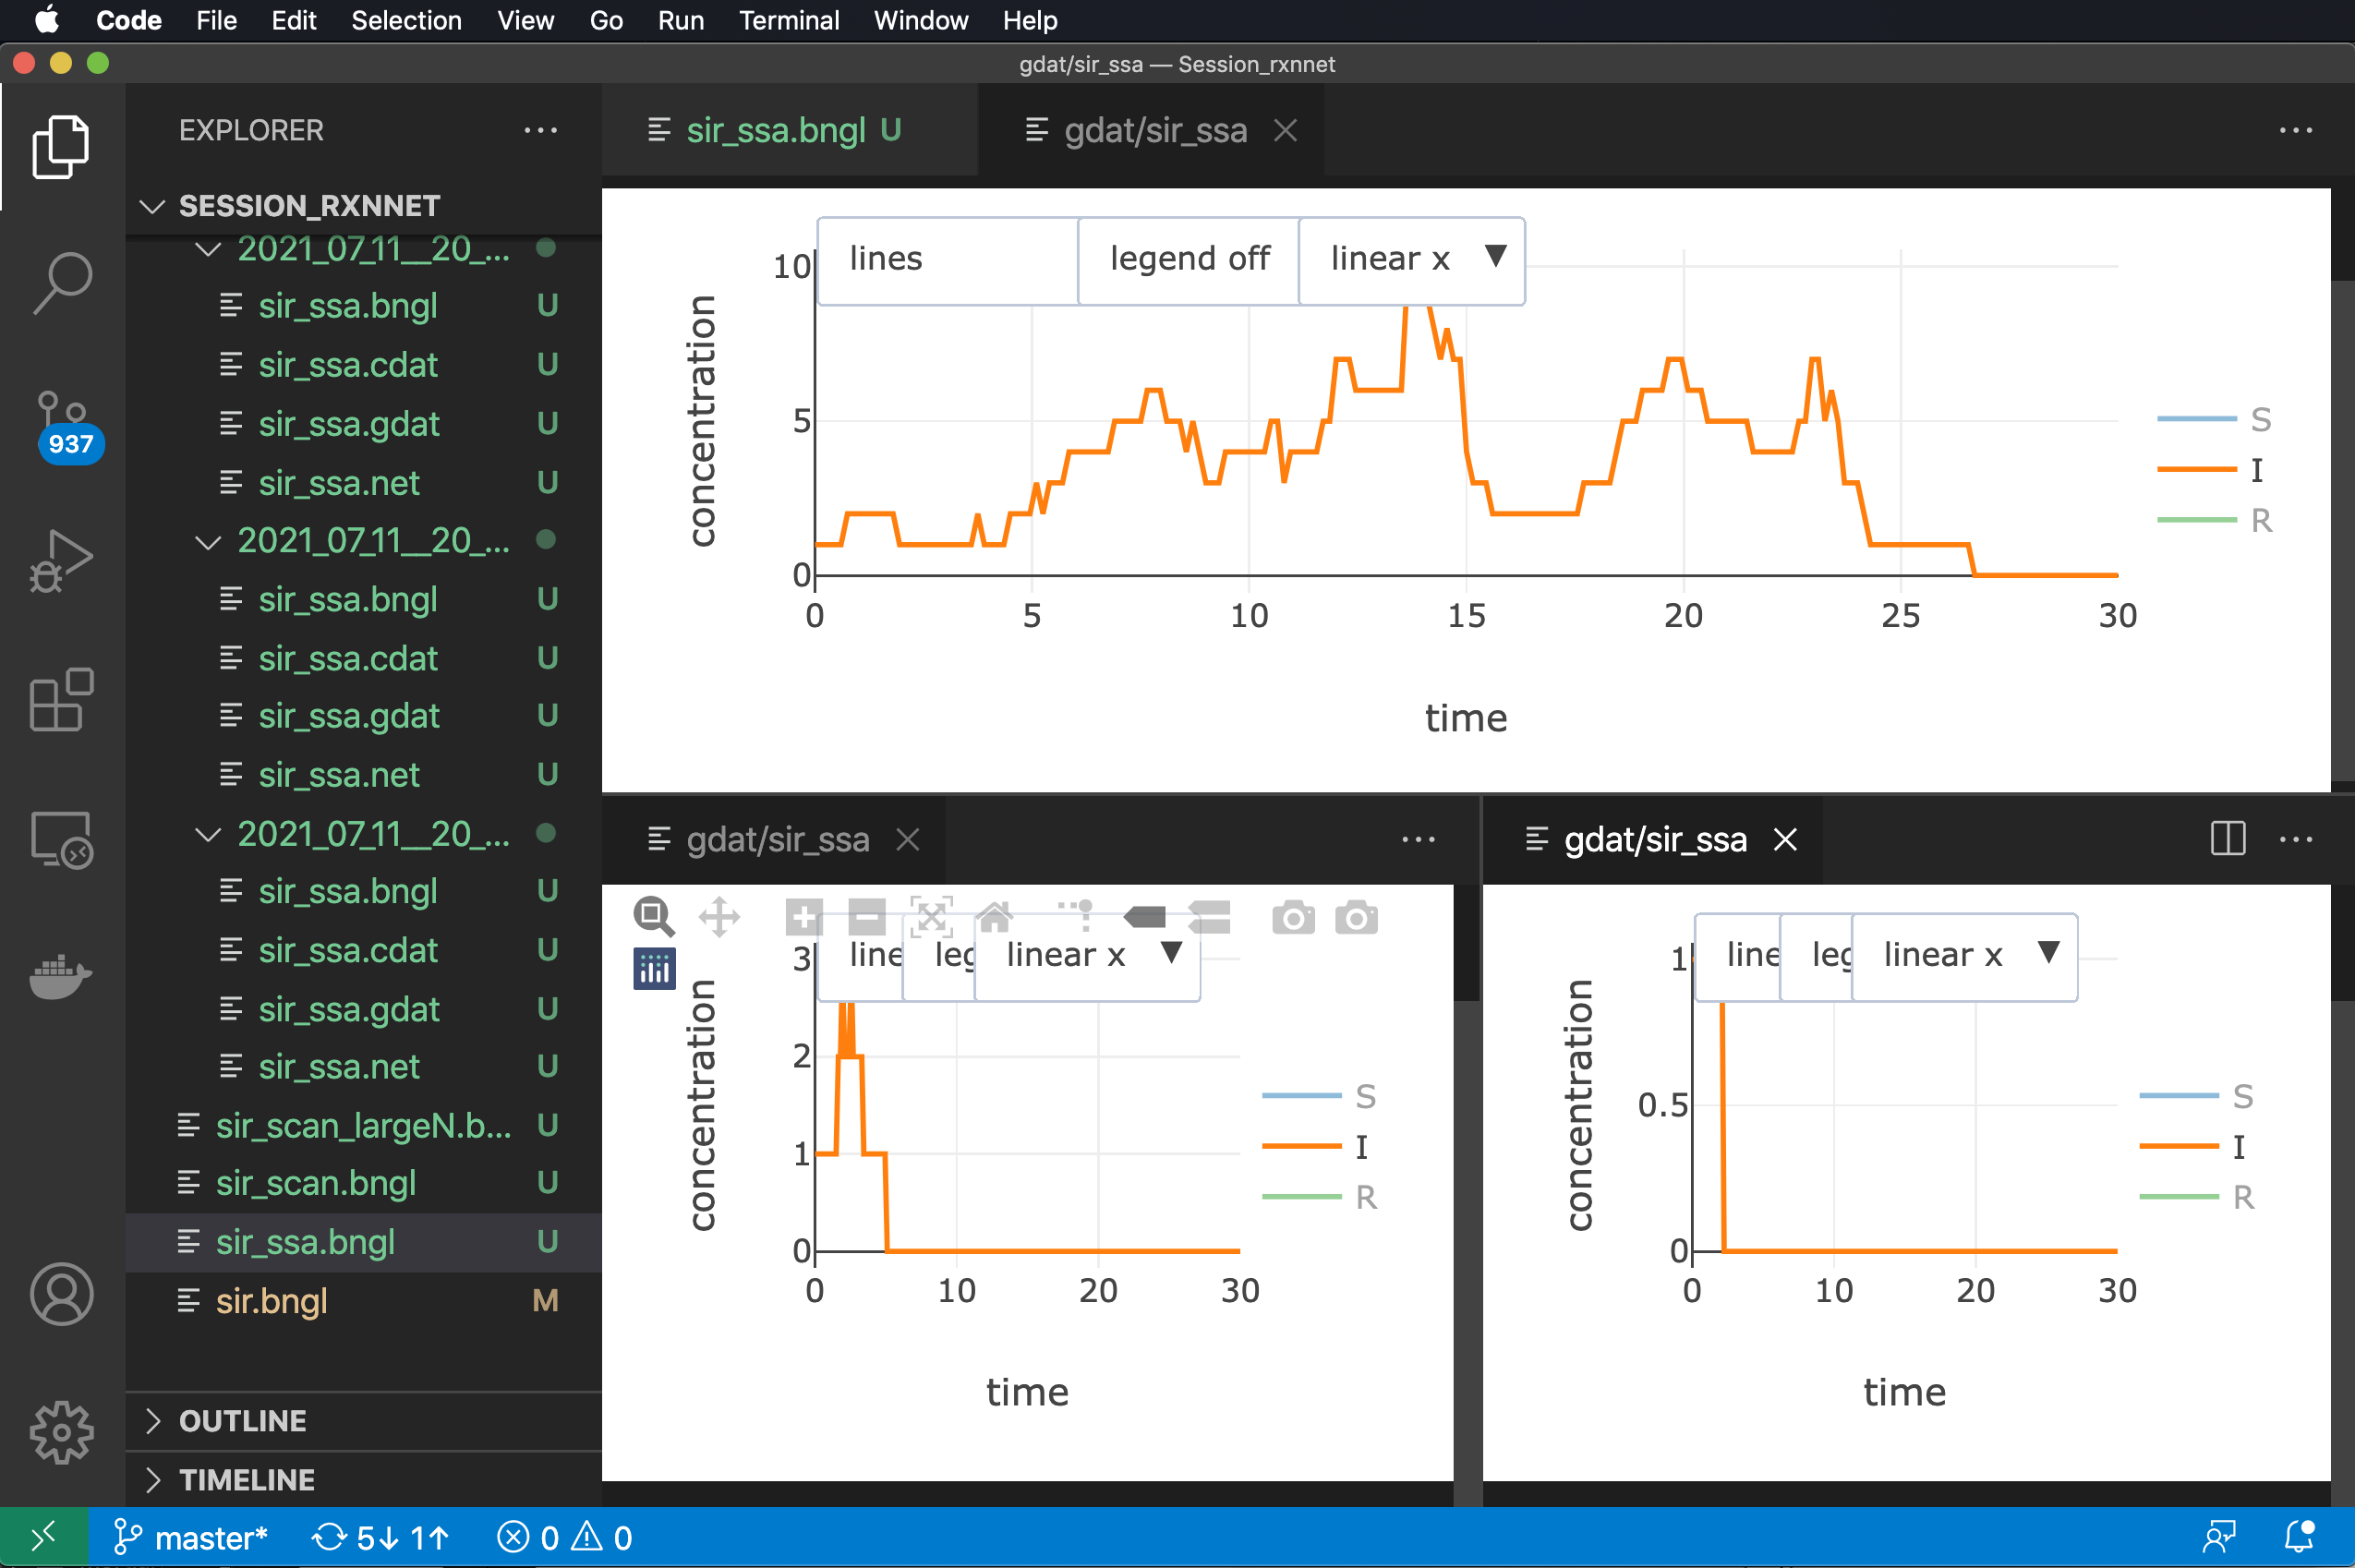 Code File Edit Selection View Go Run Terminal Window Help
gdat/sir_ssa — Session_rxnnet
EXPLORER
SESSION_RXNNET
2021_07_11__20_...
sir_ssa.bngl U
sir_ssa.cdat U
sir_ssa.gdat U
sir_ssa.net U
2021_07_11__20_...
sir_ssa.bngl U
sir_ssa.cdat U
sir_ssa.gdat U
sir_ssa.net U
2021_07_11__20_...
sir_ssa.bngl U
sir_ssa.cdat U
sir_ssa.gdat U
sir_ssa.net U
sir_scan_largeN.b... U
sir_scan.bngl U
sir_ssa.bngl U
sir.bngl M
OUTLINE
TIMELINE
937
sir_ssa.bngl U
gdat/sir_ssa
lines legend off linear x ▼
10
5
0
concentration
0 5 10 15 20 25 30
time
S
I
R
gdat/sir_ssa
line leg linear x ▼
3
2
1
0
concentration
0 10 20 30
time
S
I
R
gdat/sir_ssa
line leg linear x ▼
1
0.5
0
concentration
0 10 20 30
time
S
I
R
master* 5↓ 1↑ 0 0